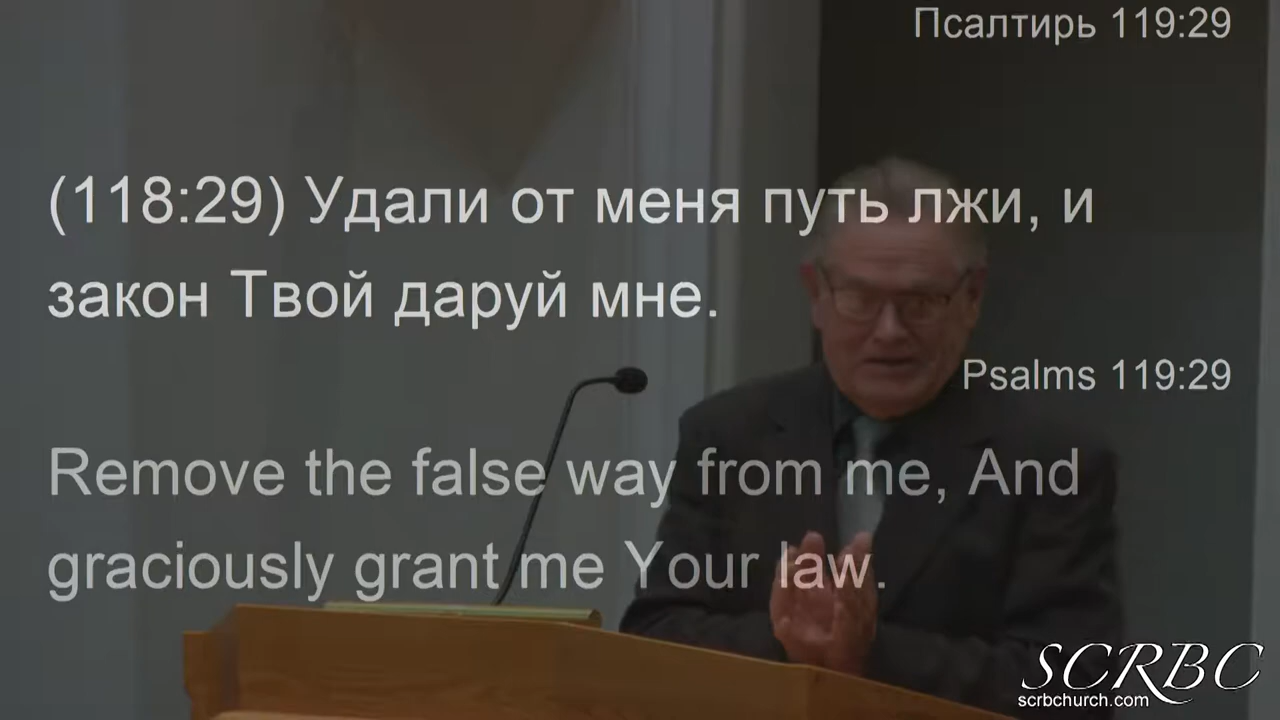 Псалтирь 119:29
(118:29) Удали от меня путь лжи, и
закон Твой даруй мне.
Psalms 119:29
Remove the false way from me, And
graciously grant me Your law.
SCRBC
scrbchurch.com